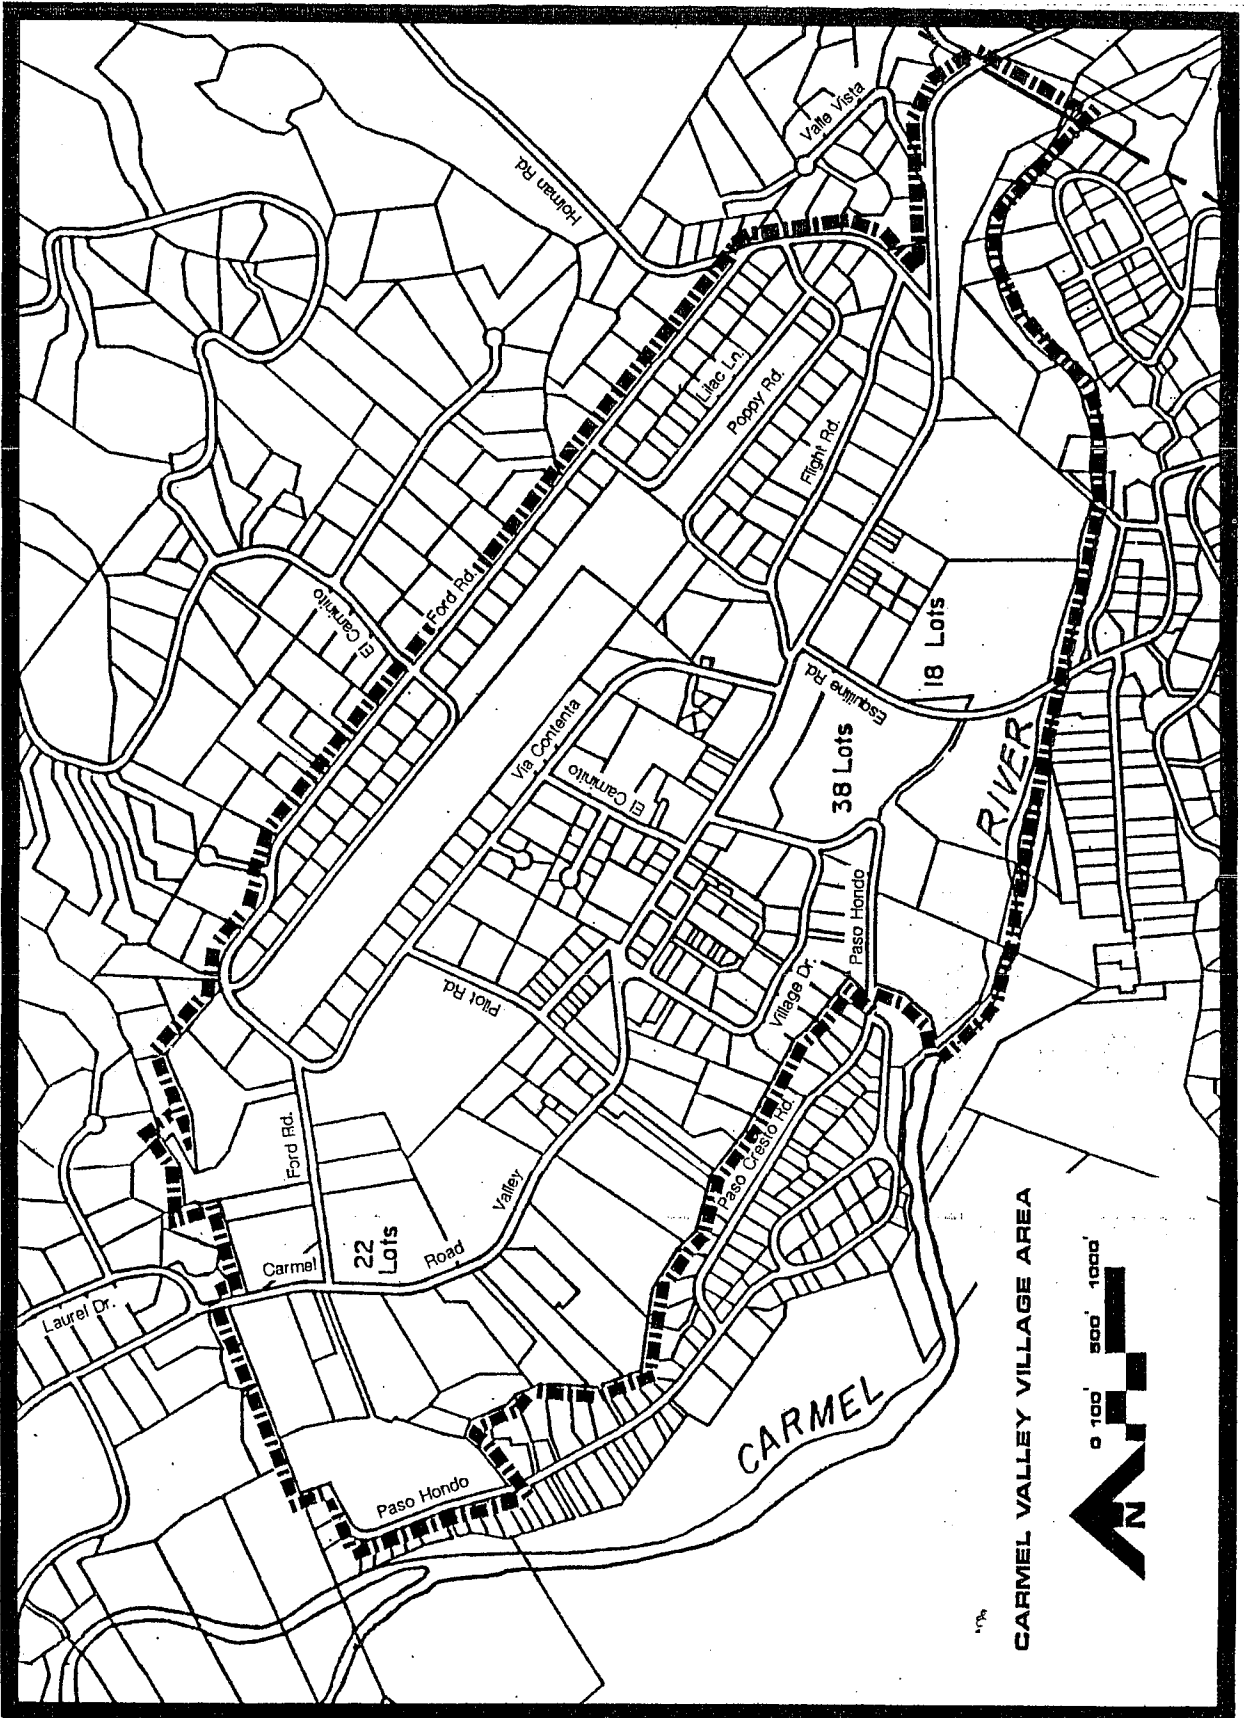 Valle Vista
Holman Rd.
Lilac Ln.
Poppy Rd.
Flight Rd.
Ford Rd.
El Caminito
18 Lots
Esquiline Rd.
38 Lots
Via Contenta
El Caminito
RIVER
Paso Hondo
Village Dr.
Pilot Rd.
Paso Cresto Rd.
Ford Rd.
Valley
22
Lots
Road
Carmel
Laurel Dr.
CARMEL
Paso Hondo
CARMEL VALLEY VILLAGE AREA
0 100' 500' 1000'
N